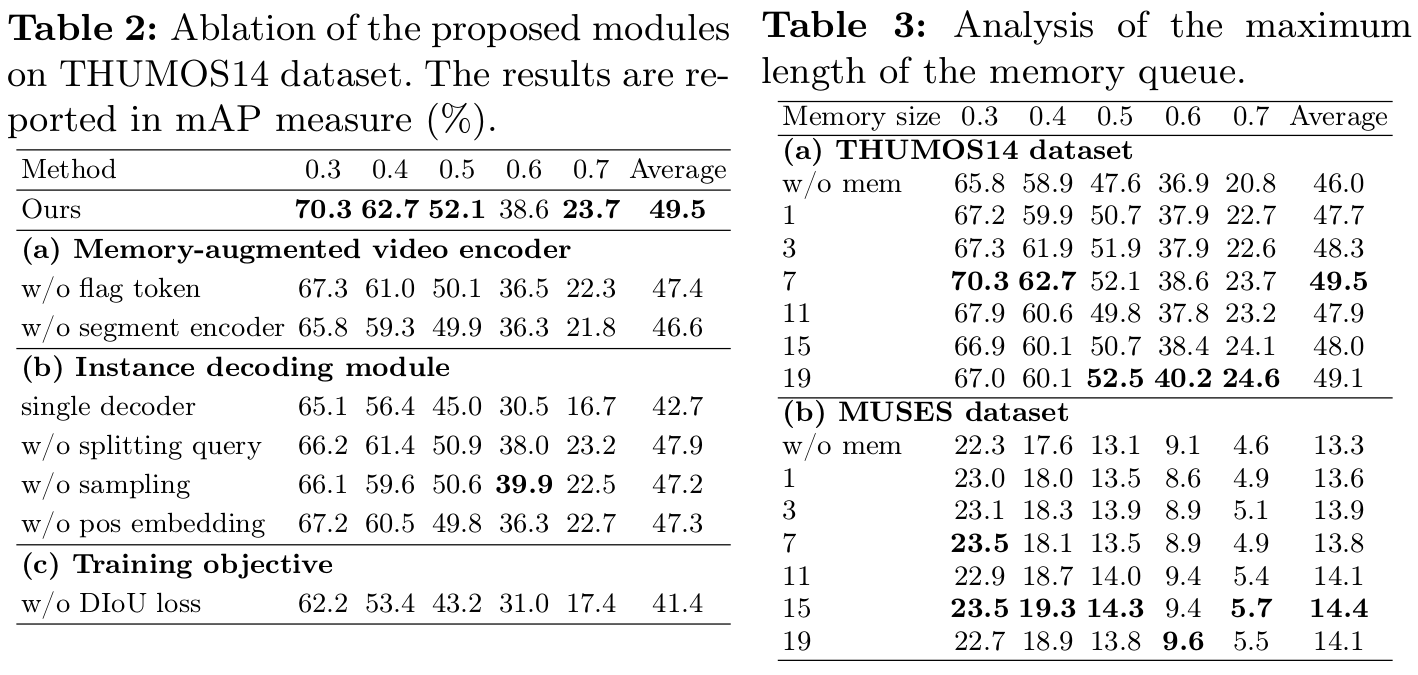 Table 2: Ablation of the proposed modules
on THUMOS14 dataset. The results are re-
ported in mAP measure (%).
Method 0.3 0.4 0.5 0.6 0.7 Average
Ours 70.3 62.7 52.1 38.6 23.7 49.5
(a) Memory-augmented video encoder
w/o flag token 67.3 61.0 50.1 36.5 22.3 47.4
w/o segment encoder 65.8 59.3 49.9 36.3 21.8 46.6
(b) Instance decoding module
single decoder 65.1 56.4 45.0 30.5 16.7 42.7
w/o splitting query 66.2 61.4 50.9 38.0 23.2 47.9
w/o sampling 66.1 59.6 50.6 39.9 22.5 47.2
w/o pos embedding 67.2 60.5 49.8 36.3 22.7 47.3
(c) Training objective
w/o DIoU loss 62.2 53.4 43.2 31.0 17.4 41.4
Table 3: Analysis of the maximum
length of the memory queue.
Memory size 0.3 0.4 0.5 0.6 0.7 Average
(a) THUMOS14 dataset
w/o mem 65.8 58.9 47.6 36.9 20.8 46.0
1 67.2 59.9 50.7 37.9 22.7 47.7
3 67.3 61.9 51.9 37.9 22.6 48.3
7 70.3 62.7 52.1 38.6 23.7 49.5
11 67.9 60.6 49.8 37.8 23.2 47.9
15 66.9 60.1 50.7 38.4 24.1 48.0
19 67.0 60.1 52.5 40.2 24.6 49.1
(b) MUSES dataset
w/o mem 22.3 17.6 13.1 9.1 4.6 13.3
1 23.0 18.0 13.5 8.6 4.9 13.6
3 23.1 18.3 13.9 8.9 5.1 13.9
7 23.5 18.1 13.5 8.9 4.9 13.8
11 22.9 18.7 14.0 9.4 5.4 14.1
15 23.5 19.3 14.3 9.4 5.7 14.4
19 22.7 18.9 13.8 9.6 5.5 14.1